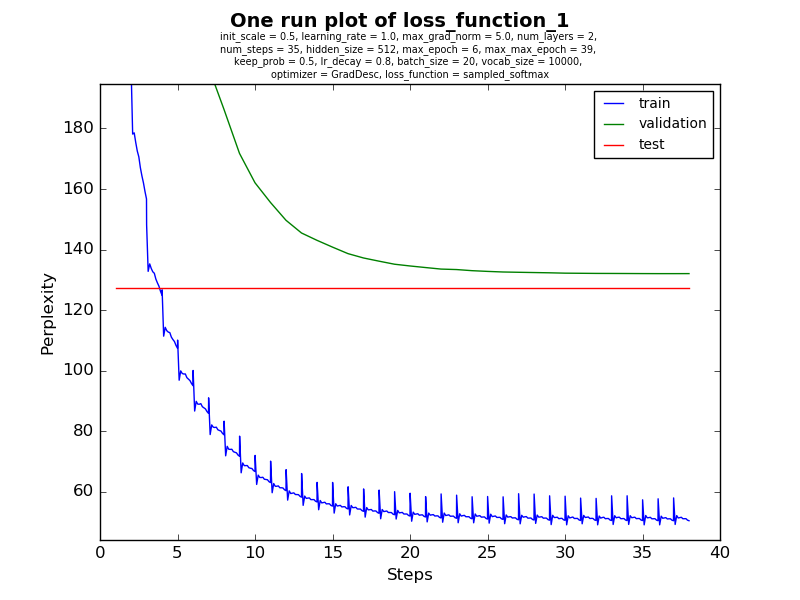 One run plot of loss_function_1
init_scale = 0.5, learning_rate = 1.0, max_grad_norm = 5.0, num_layers = 2,
num_steps = 35, hidden_size = 512, max_epoch = 6, max_max_epoch = 39,
keep_prob = 0.5, lr_decay = 0.8, batch_size = 20, vocab_size = 10000,
optimizer = GradDesc, loss_function = sampled_softmax
train
validation
test
180
160
140
120
100
80
60
Perplexity
0 5 10 15 20 25 30 35 40
Steps